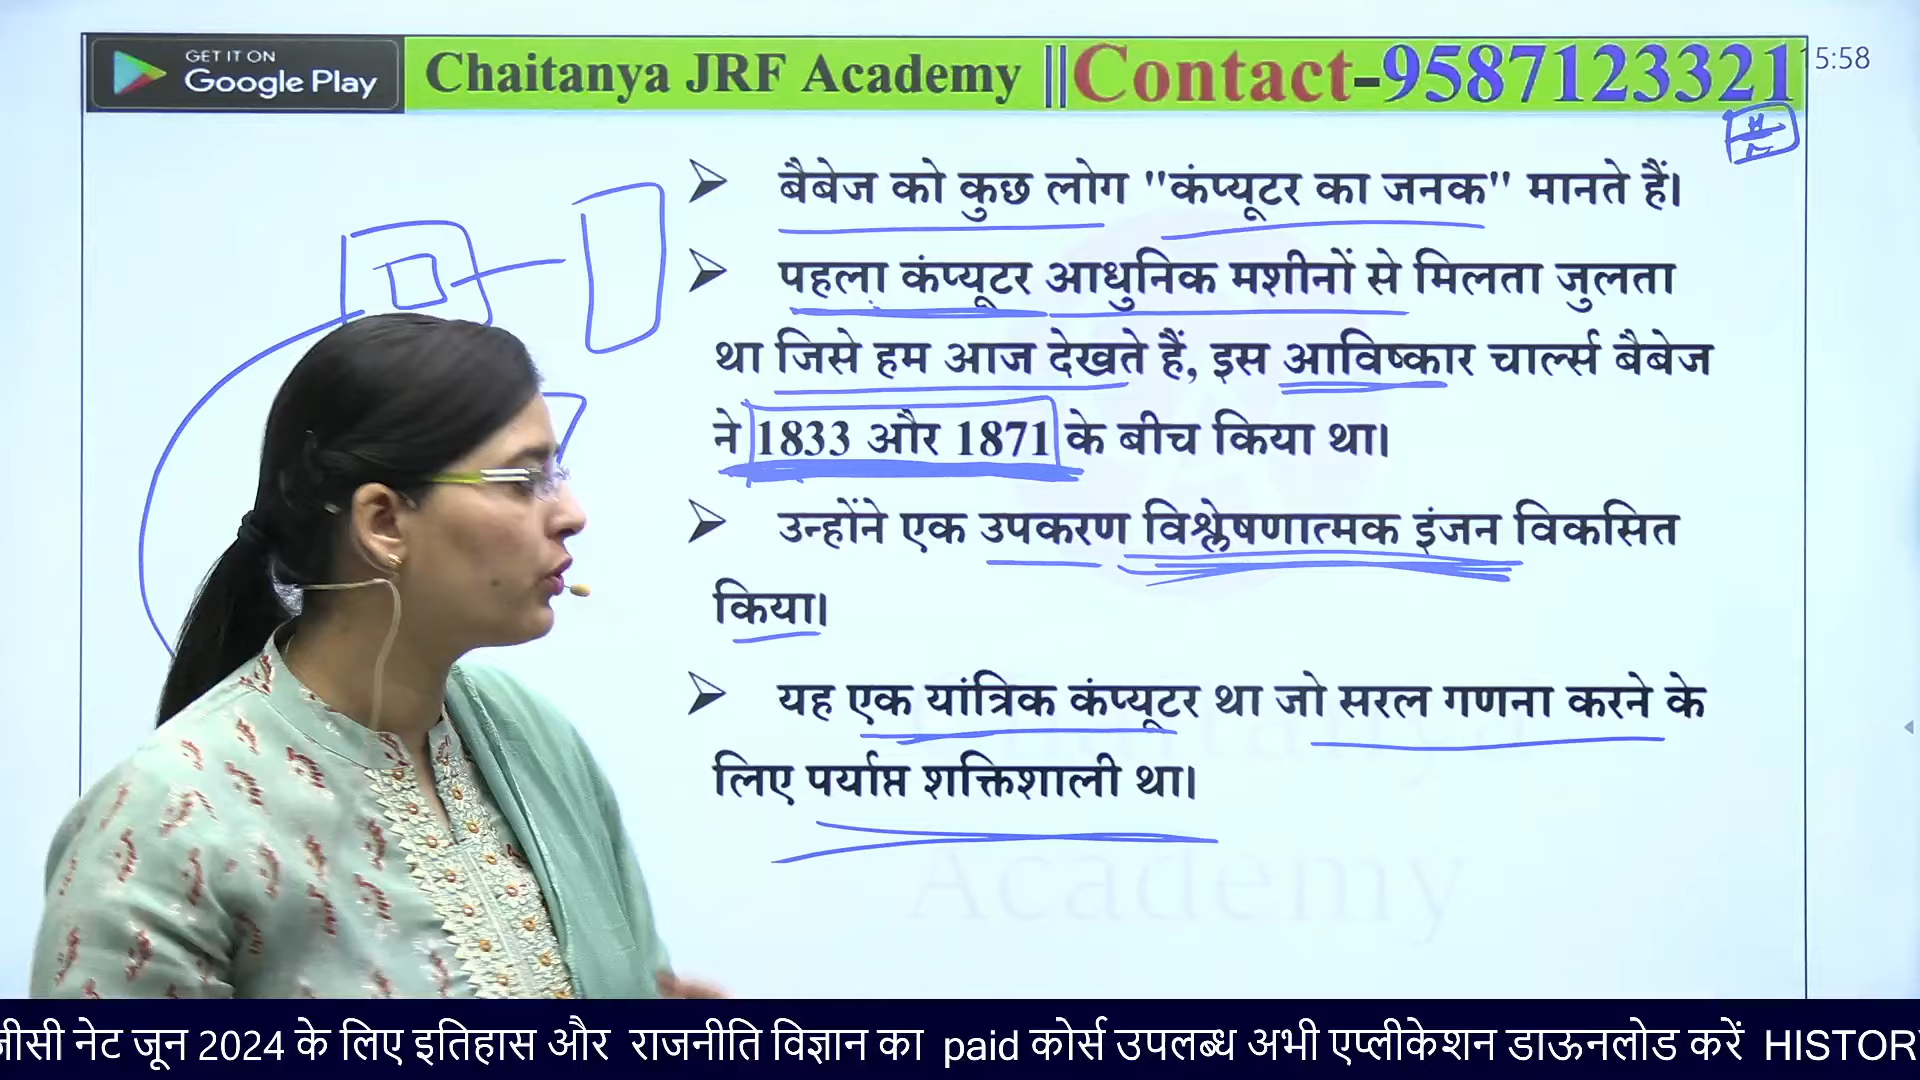 GET IT ON
Google Play
Chaitanya JRF Academy ||Contact-9587123321
15:58
➢ बैबेज को कुछ लोग "कंप्यूटर का जनक" मानते हैं।
➢ पहला कंप्यूटर आधुनिक मशीनों से मिलता जुलता
था जिसे हम आज देखते हैं, इस आविष्कार चार्ल्स बैबेज
ने 1833 और 1871 के बीच किया था।
➢ उन्होंने एक उपकरण विश्लेषणात्मक इंजन विकसित
किया।
➢ यह एक यांत्रिक कंप्यूटर था जो सरल गणना करने के
लिए पर्याप्त शक्तिशाली था।
Academy
नेट जून 2024 के लिए इतिहास और राजनीति विज्ञान का paid कोर्स उपलब्ध अभी एप्लीकेशन डाऊनलोड करें HISTOR